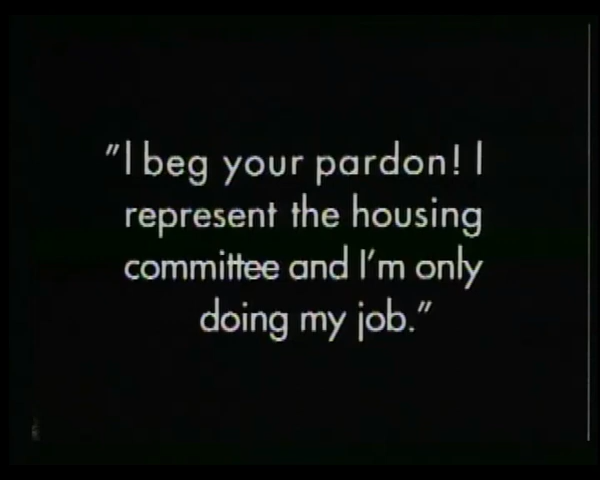 "I beg your pardon! I
represent the housing
committee and I'm only
doing my job."